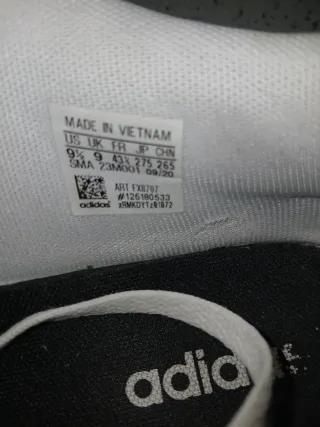 MADE IN VIETNAM
US UK FR JP CHN
9½ 9 43⅓ 275 265
SMA 23M001 09/20
ART FX8707
#126180533
adidas xRMKDYTz01072
adidas